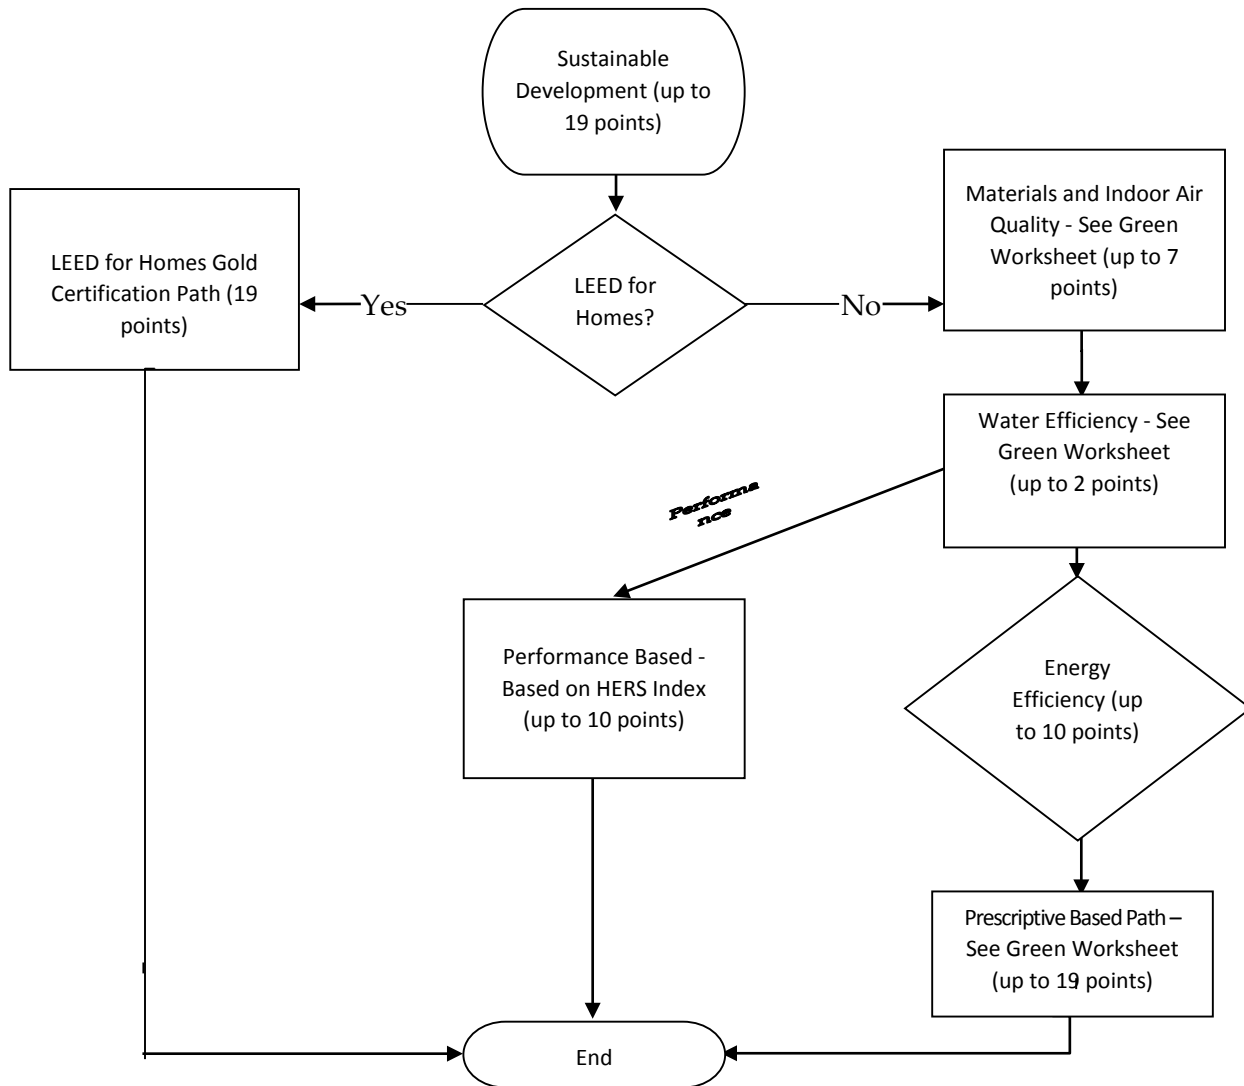 Sustainable
Development (up to
19 points)
Materials and Indoor Air
Quality - See Green
Worksheet (up to 7
points)
LEED for Homes Gold
Certification Path (19
points)
Yes
LEED for
Homes?
No
Water Efficiency - See
Green Worksheet
(up to 2 points)
Performa
nce
Performance Based -
Based on HERS Index
(up to 10 points)
Energy
Efficiency (up
to 10 points)
Prescriptive Based Path –
See Green Worksheet
(up to 19 points)
End